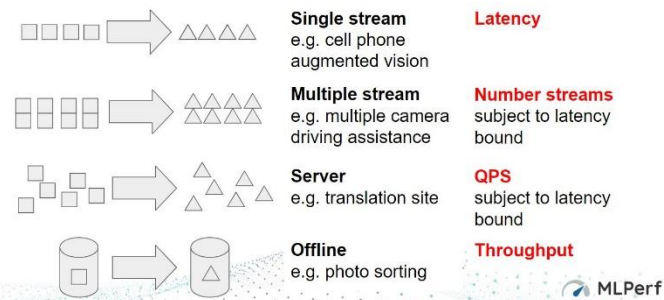 Single stream
e.g. cell phone
augmented vision
Latency
Multiple stream
e.g. multiple camera
driving assistance
Number streams
subject to latency
bound
Server
e.g. translation site
QPS
subject to latency
bound
Offline
e.g. photo sorting
Throughput
MLPerf